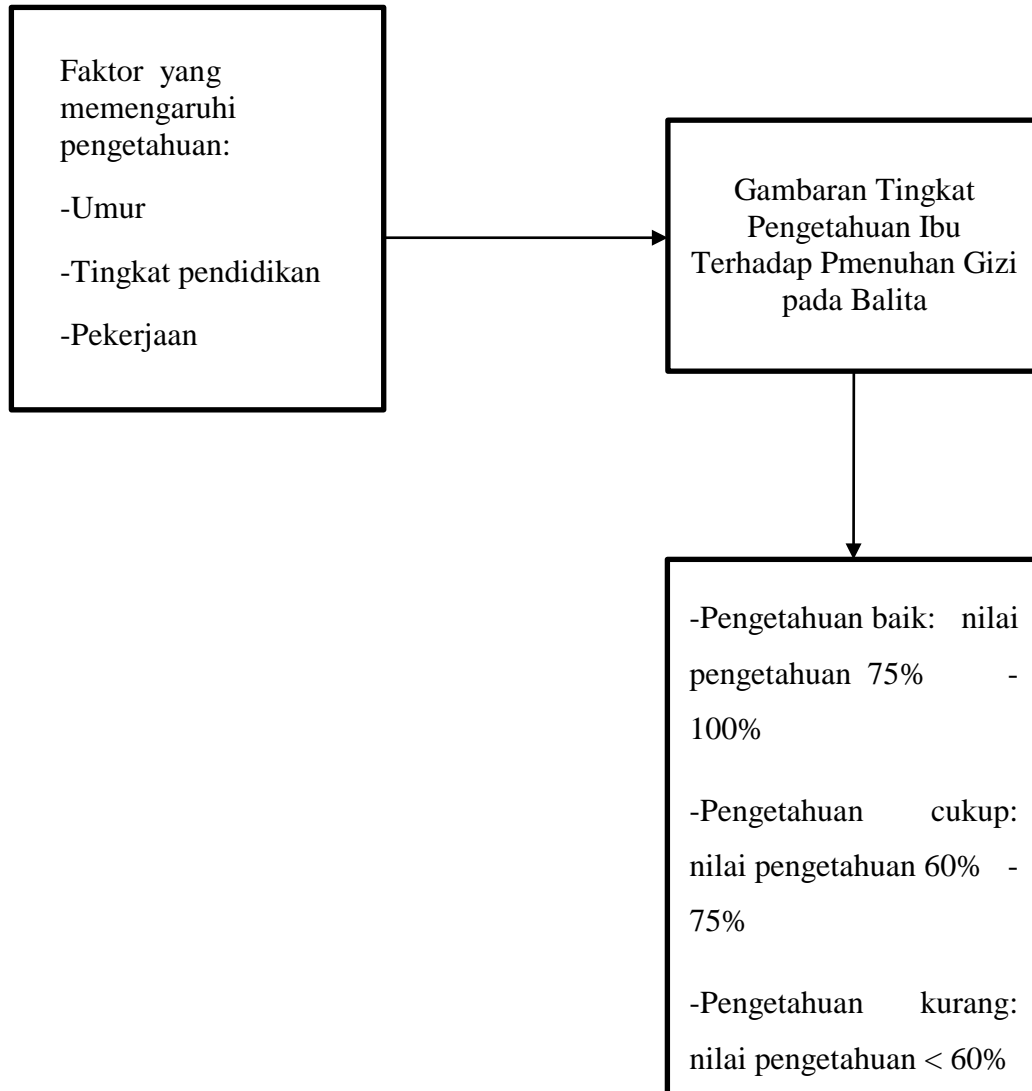 Faktor yang
memengaruhi
pengetahuan:
-Umur
-Tingkat pendidikan
-Pekerjaan
Gambaran Tingkat
Pengetahuan Ibu
Terhadap Pmenuhan Gizi
pada Balita
-Pengetahuan baik: nilai
pengetahuan 75% -
100%
-Pengetahuan cukup:
nilai pengetahuan 60% -
75%
-Pengetahuan kurang:
nilai pengetahuan < 60%